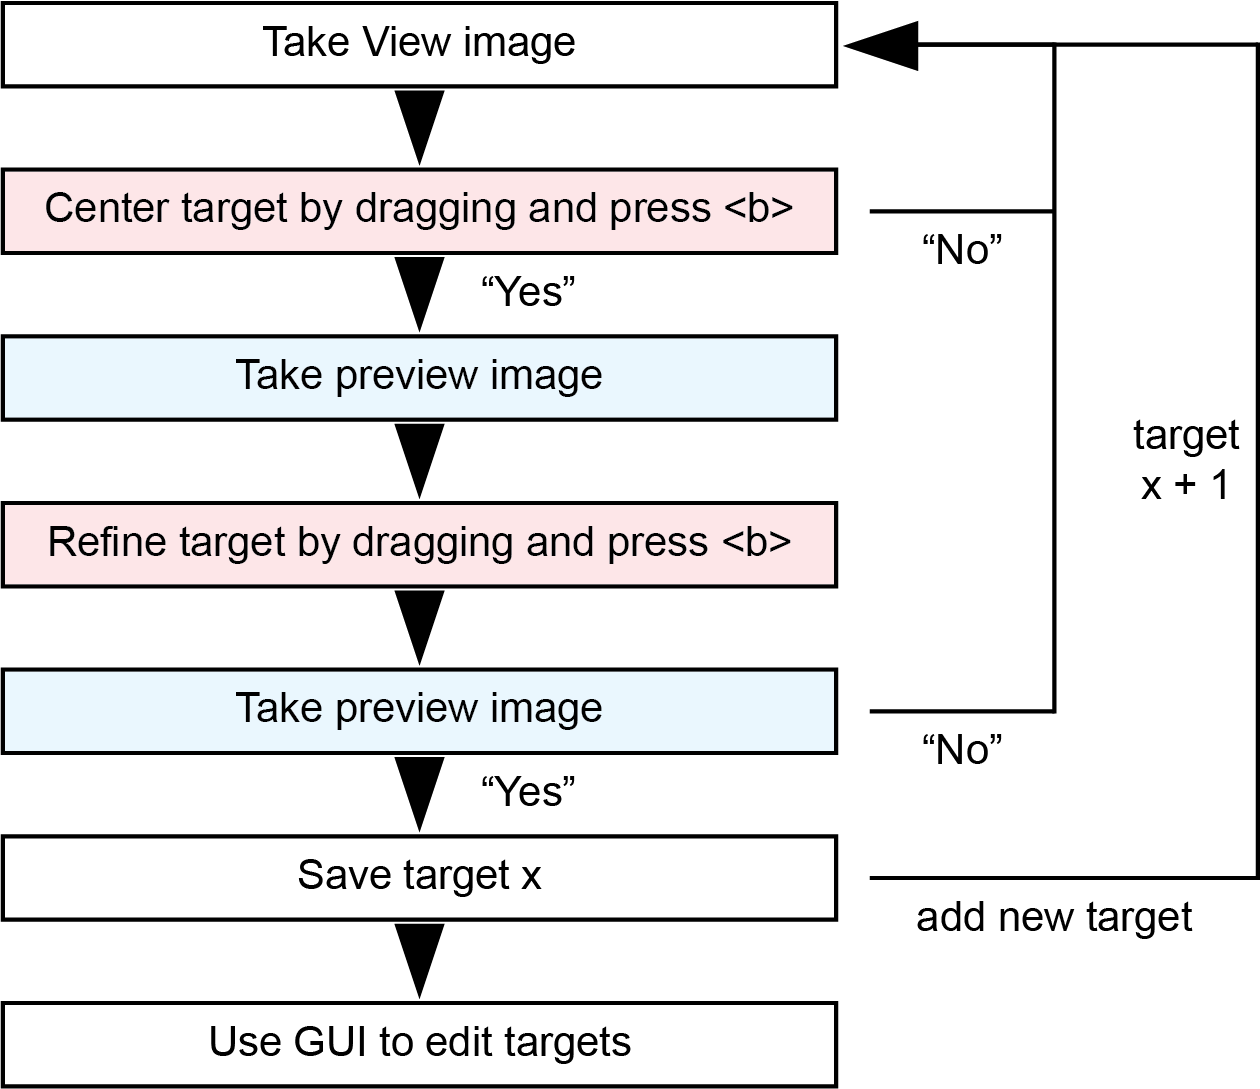 Take View image
Center target by dragging and press <b>
“No”
“Yes”
Take preview image
target
x + 1
Refine target by dragging and press <b>
Take preview image
“No”
“Yes”
Save target x
add new target
Use GUI to edit targets